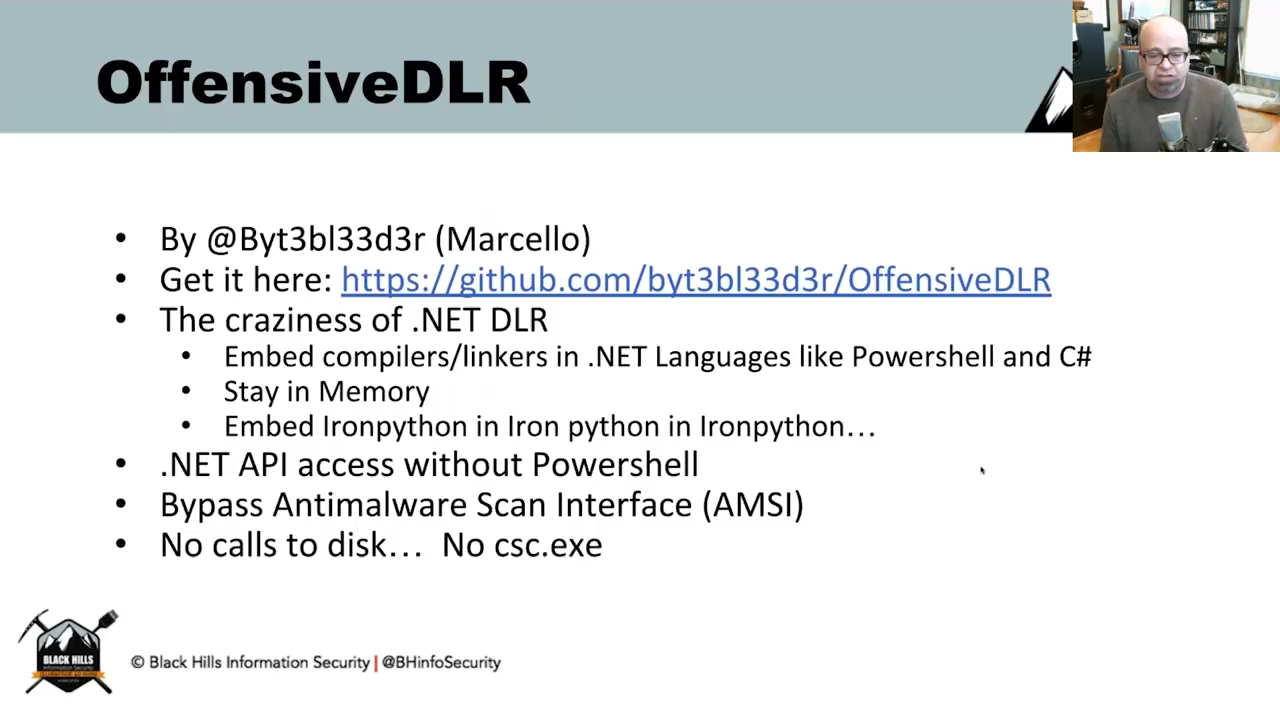 OffensiveDLR
• By @Byt3bl33d3r (Marcello)
• Get it here: https://github.com/byt3bl33d3r/OffensiveDLR
• The craziness of .NET DLR
• Embed compilers/linkers in .NET Languages like Powershell and C#
• Stay in Memory
• Embed Ironpython in Iron python in Ironpython…
• .NET API access without Powershell
• Bypass Antimalware Scan Interface (AMSI)
• No calls to disk… No csc.exe
BLACK HILLS
Information Security
© Black Hills Information Security | @BHinfoSecurity